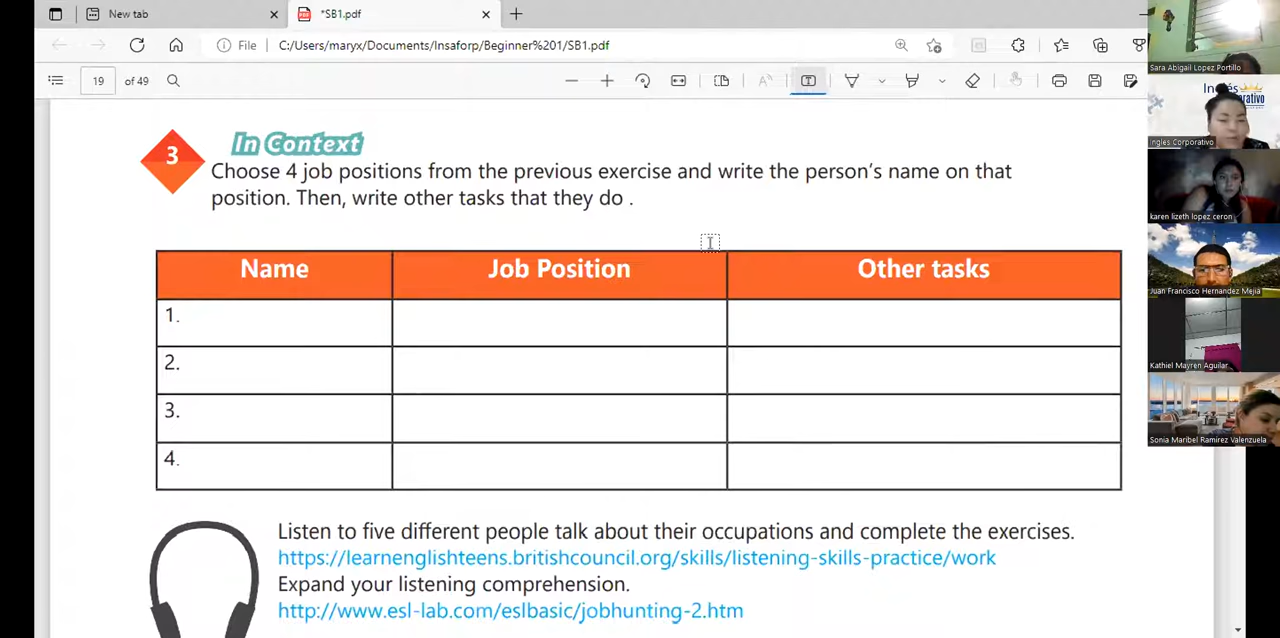 New tab
*SB1.pdf
File
C:/Users/maryx/Documents/Insaforp/Beginner%201/SB1.pdf
19 of 49
3
In Context
Choose 4 job positions from the previous exercise and write the person's name on that
position. Then, write other tasks that they do .
Name
Job Position
Other tasks
1.
2.
3.
4.
Listen to five different people talk about their occupations and complete the exercises.
https://learnenglishteens.britishcouncil.org/skills/listening-skills-practice/work
Expand your listening comprehension.
http://www.esl-lab.com/eslbasic/jobhunting-2.htm
Sara Abigail Lopez Portillo
Ingles Corporativo
karen lizeth lopez ceron
Juan Francisco Hernandez Mejia
Kathiel Mayren Aguilar
Sonia Maribel Ramirez Valenzuela